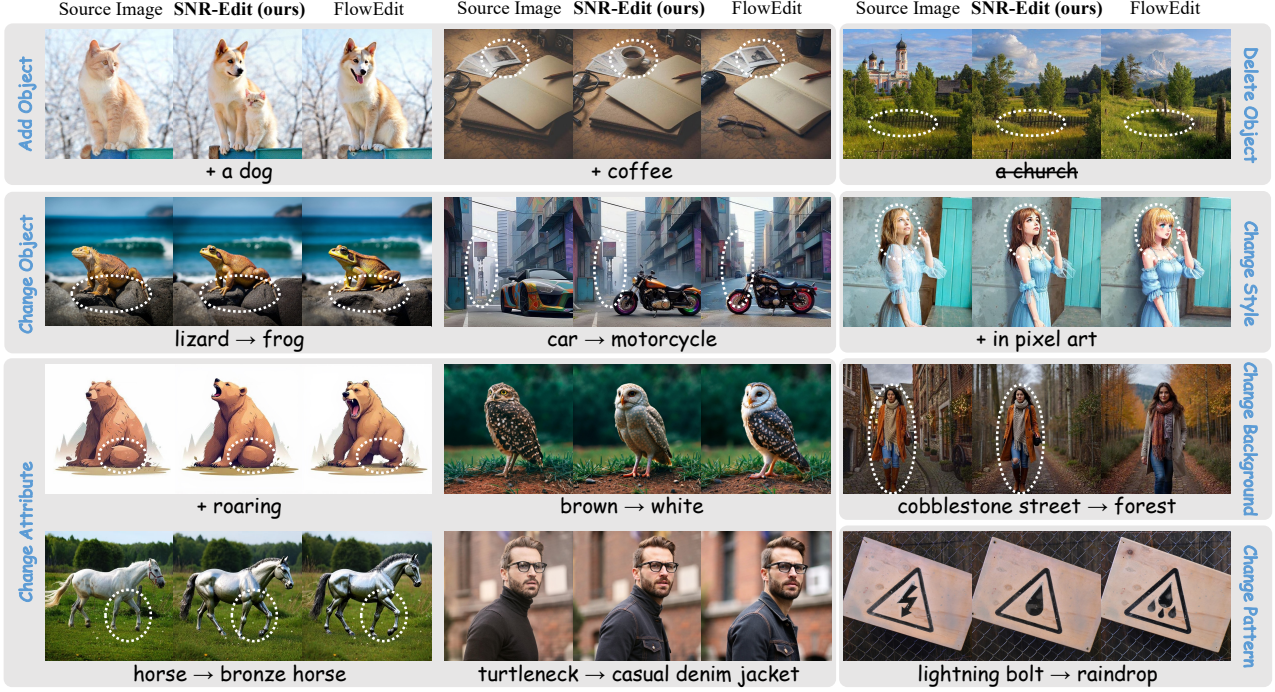 Source Image SNR-Edit (ours) FlowEdit Source Image SNR-Edit (ours) FlowEdit Source Image SNR-Edit (ours) FlowEdit
Add Object
+ a dog
+ coffee
a church
Delete Object
Change Object
lizard → frog
car → motorcycle
+ in pixel art
Change Style
Change Attribute
+ roaring
brown → white
cobblestone street → forest
Change Background
horse → bronze horse
turtleneck → casual denim jacket
lightning bolt → raindrop
Change Pattern